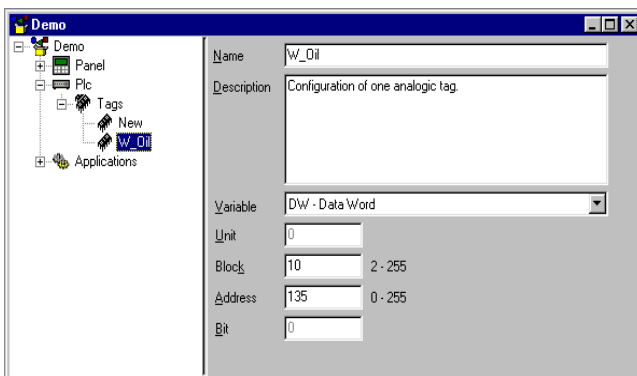 Demo
Demo
Panel
Plc
Tags
New
W_Oil
Applications
Name W_Oil
Description Configuration of one analogic tag.
Variable DW - Data Word
Unit 0
Block 10 2 - 255
Address 135 0 - 255
Bit 0